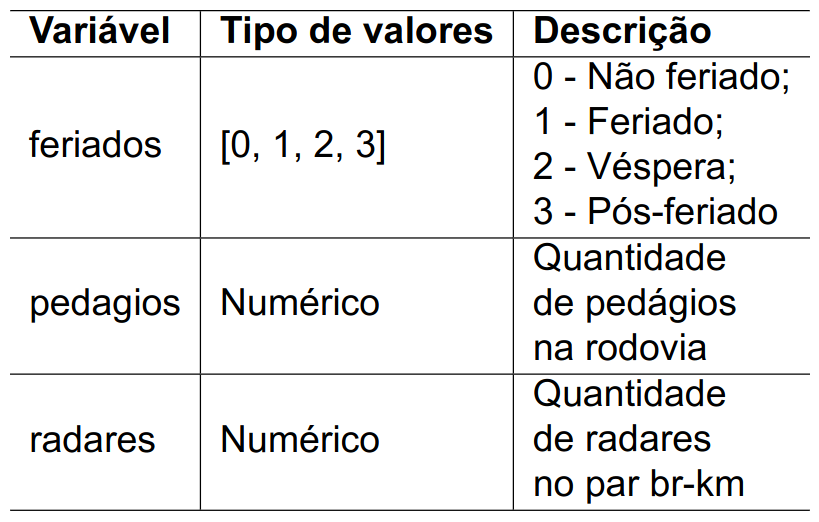 Variável Tipo de valores Descrição
feriados [0, 1, 2, 3] 0 - Não feriado;
1 - Feriado;
2 - Véspera;
3 - Pós-feriado
pedagios Numérico Quantidade
de pedágios
na rodovia
radares Numérico Quantidade
de radares
no par br-km